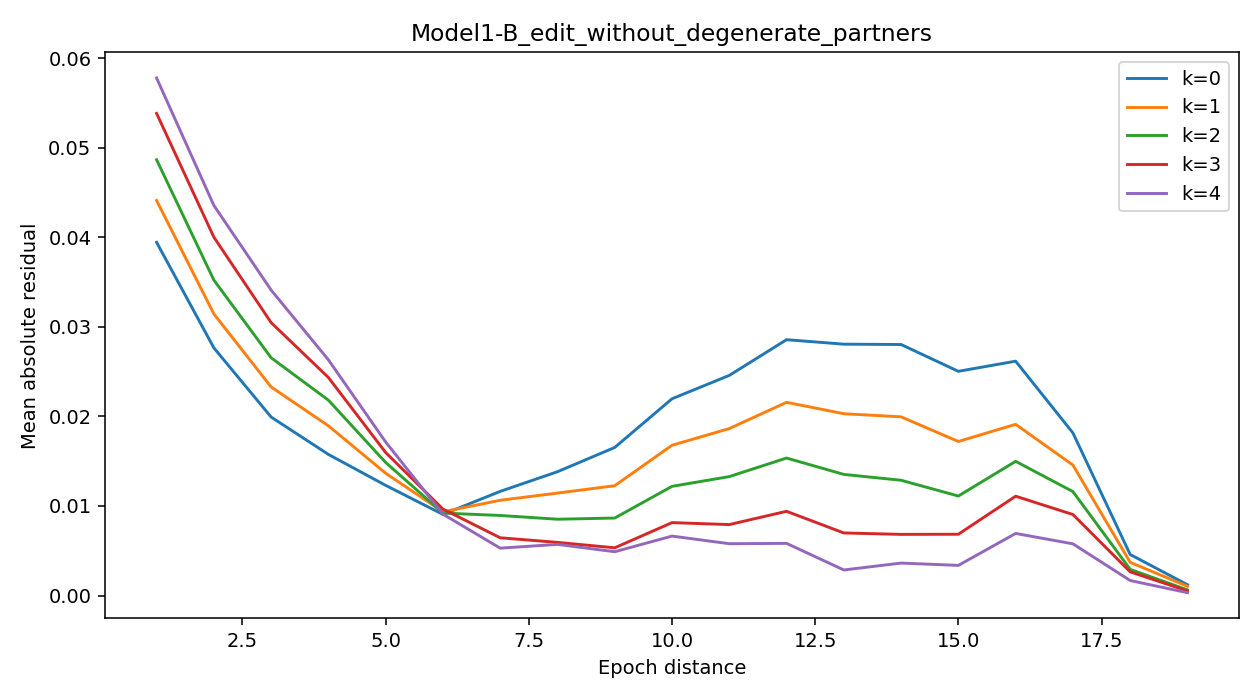 Model1-B_edit_without_degenerate_partners
k=0
k=1
k=2
k=3
k=4
0.06
0.05
0.04
0.03
0.02
0.01
0.00
Mean absolute residual
2.5 5.0 7.5 10.0 12.5 15.0 17.5
Epoch distance